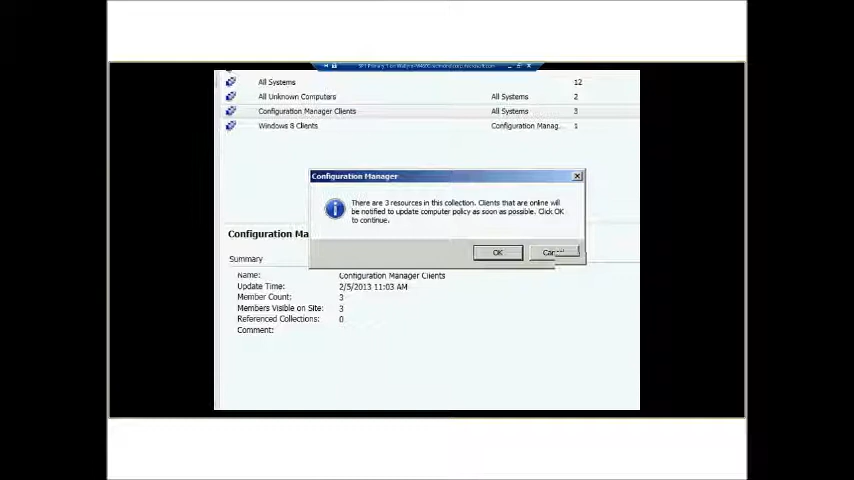 All Systems 12
All Unknown Computers All Systems 2
Configuration Manager Clients All Systems 3
Windows 8 Clients Configuration Manag... 1
Configuration Manager
There are 3 resources in this collection. Clients that are online will
be notified to update computer policy as soon as possible. Click OK
to continue.
OK
Configuration Ma
Summary
Name: Configuration Manager Clients
Update Time: 2/5/2013 11:03 AM
Member Count: 3
Members Visible on Site: 3
Referenced Collections: 0
Comment: